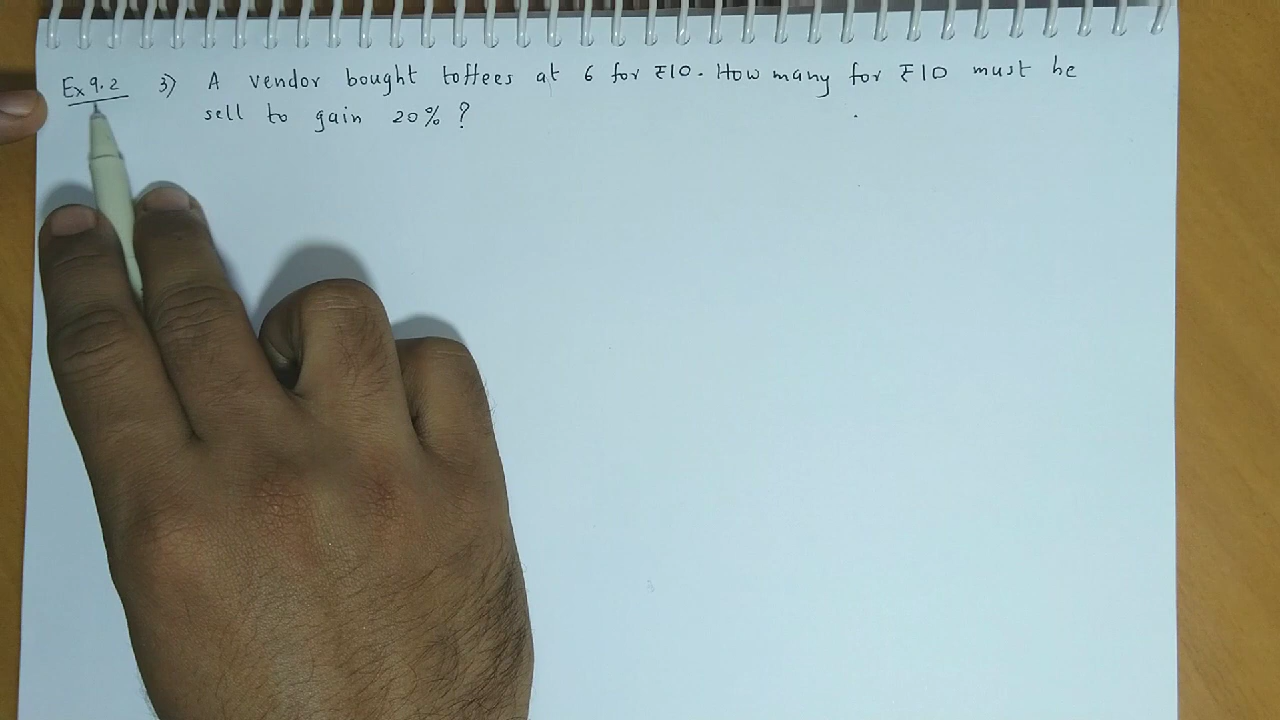 Ex 9.2 3) A vendor bought toffees at 6 for ₹10. How many for ₹10 must he
sell to gain 20% ?